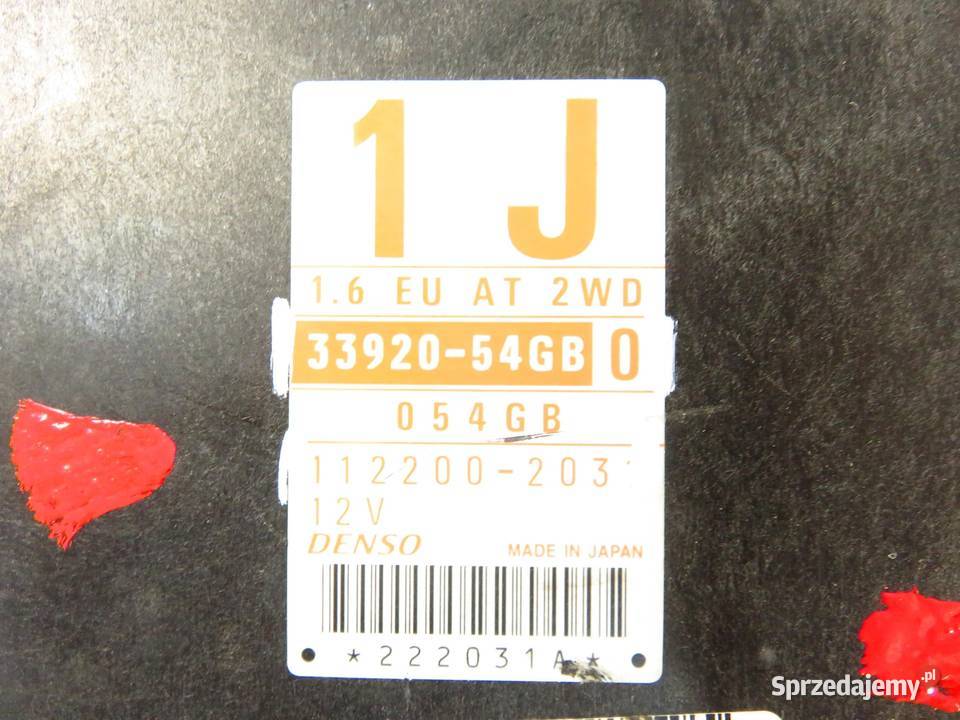 1 J
1.6 EU AT 2WD
33920-54GB 0
054GB
112200-203
12V
DENSO MADE IN JAPAN
*222031A*
Sprzedajemy.pl